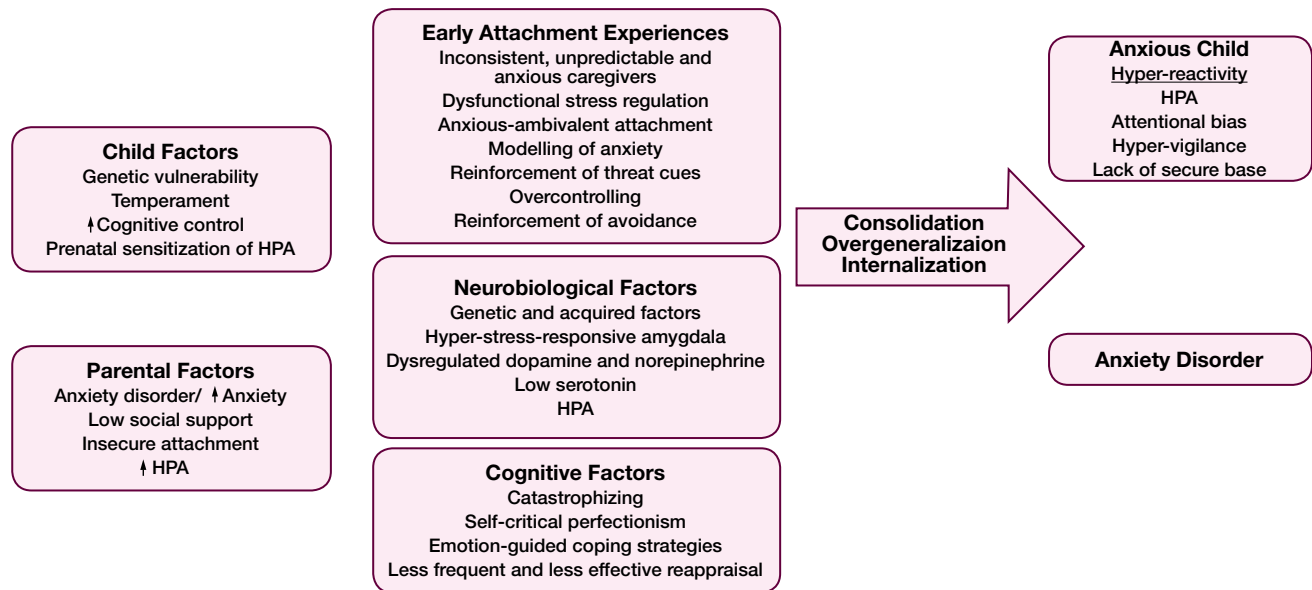 Child Factors
Genetic vulnerability
Temperament
↑Cognitive control
Prenatal sensitization of HPA
Parental Factors
Anxiety disorder/ ↑Anxiety
Low social support
Insecure attachment
↑HPA
Early Attachment Experiences
Inconsistent, unpredictable and
anxious caregivers
Dysfunctional stress regulation
Anxious-ambivalent attachment
Modelling of anxiety
Reinforcement of threat cues
Overcontrolling
Reinforcement of avoidance
Neurobiological Factors
Genetic and acquired factors
Hyper-stress-responsive amygdala
Dysregulated dopamine and norepinephrine
Low serotonin
HPA
Cognitive Factors
Catastrophizing
Self-critical perfectionism
Emotion-guided coping strategies
Less frequent and less effective reappraisal
Consolidation
Overgeneralizaion
Internalization
Anxious Child
Hyper-reactivity
HPA
Attentional bias
Hyper-vigilance
Lack of secure base
Anxiety Disorder